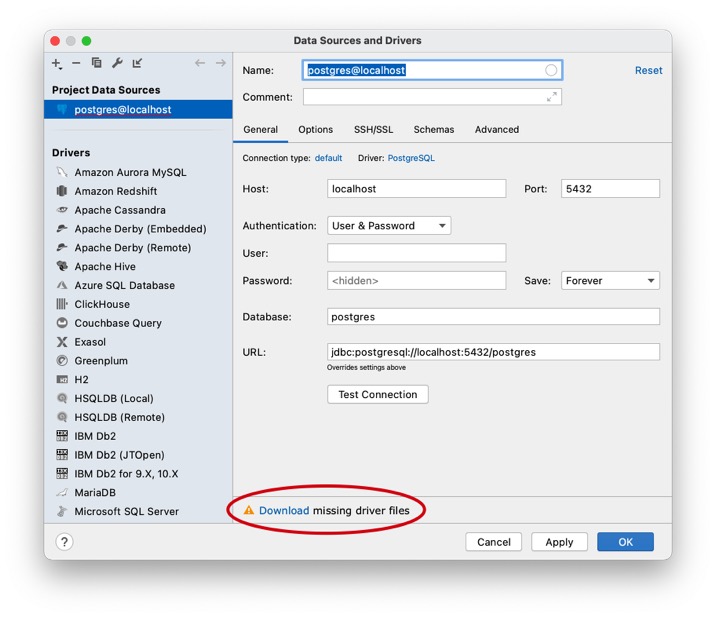 Data Sources and Drivers
Project Data Sources
postgres@localhost
Drivers
Amazon Aurora MySQL
Amazon Redshift
Apache Cassandra
Apache Derby (Embedded)
Apache Derby (Remote)
Apache Hive
Azure SQL Database
ClickHouse
Couchbase Query
Exasol
Greenplum
H2
HSQLDB (Local)
HSQLDB (Remote)
IBM Db2
IBM Db2 (JTOpen)
IBM Db2 for 9.X, 10.X
MariaDB
Microsoft SQL Server
Name: postgres@localhost Reset
Comment:
General Options SSH/SSL Schemas Advanced
Connection type: default Driver: PostgreSQL
Host: localhost Port: 5432
Authentication: User & Password
User:
Password: <hidden> Save: Forever
Database: postgres
URL: jdbc:postgresql://localhost:5432/postgres
Overrides settings above
Test Connection
Download missing driver files
? Cancel Apply OK